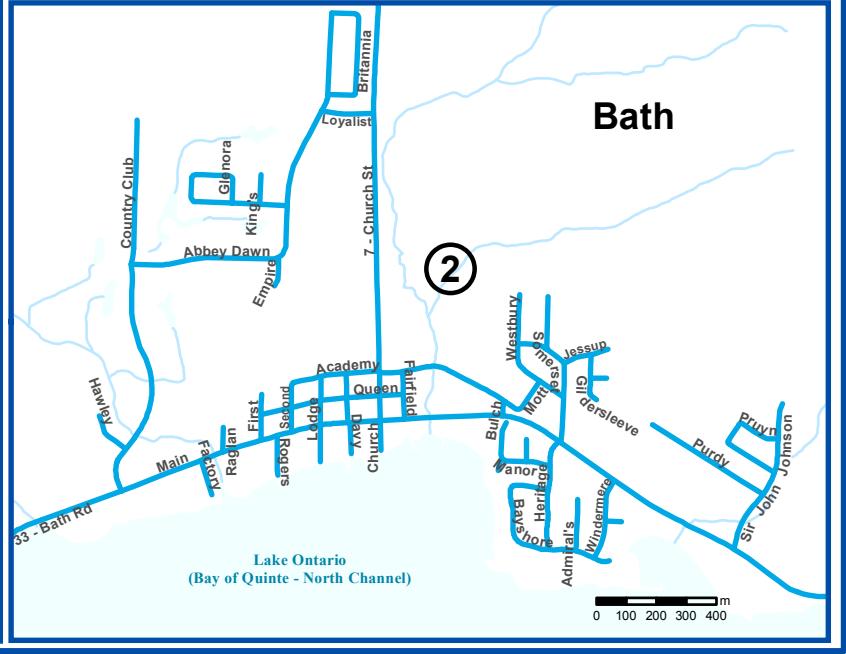 Bath
Britannia
Loyalist
Glenora
King's
Country Club
7 - Church St
Abbey Dawn
Empire
2
Westbury
Somerset
Jessup
Academy
Fairfield
Gildersleeve
Hawley
Second
Queen
Mott
First
Lodge
Davy
Church
Bulch
Pruyn
Johnson
Sir John
Purdy
Raglan
Rogers
Factory
Main
Manor
Heritage
Bayshore
Windermere
Admiral's
33 - Bath Rd
Lake Ontario
(Bay of Quinte - North Channel)
m
0 100 200 300 400